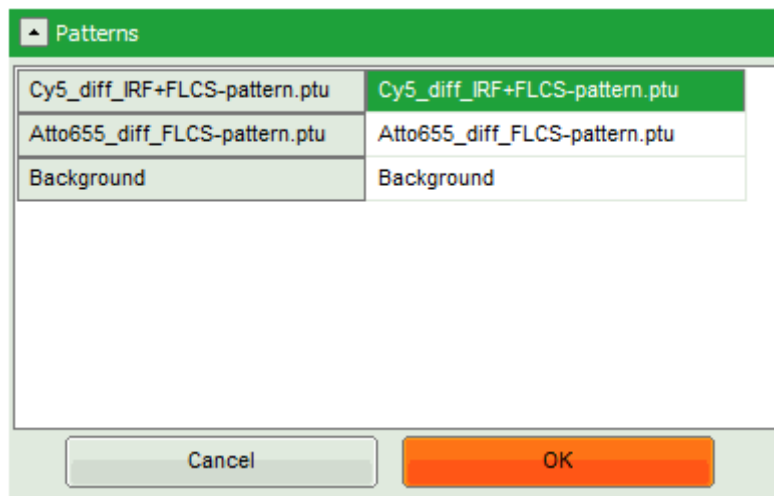 Patterns
Cy5_diff_IRF+FLCS-pattern.ptu Cy5_diff_IRF+FLCS-pattern.ptu
Atto655_diff_FLCS-pattern.ptu Atto655_diff_FLCS-pattern.ptu
Background Background
Cancel OK